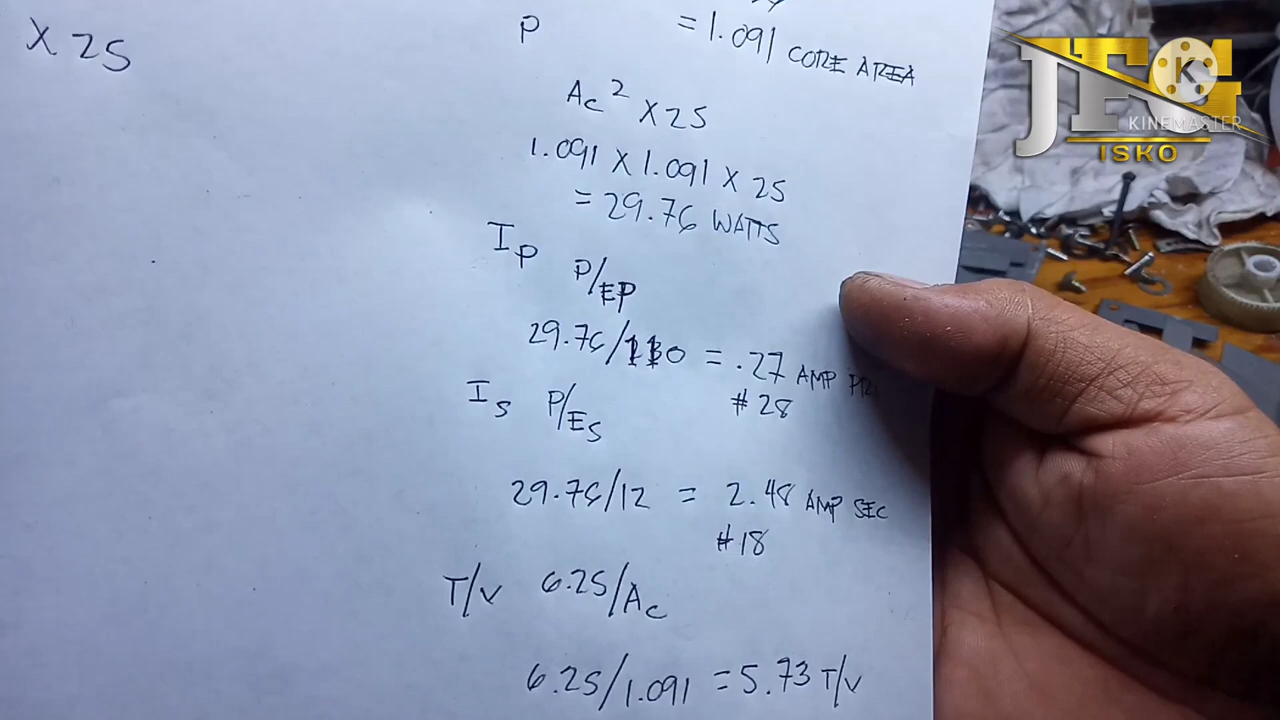 X 25
P = 1.091 CORE AREA
Ac² X 25
1.091 X 1.091 X 25
= 29.76 WATTS
Ip P/EP
29.76/110 = .27 AMP PRI
#28
Is P/Es
29.76/12 = 2.48 AMP SEC
#18
T/V 6.25/Ac
6.25/1.091 = 5.73 T/V
JFG
K
KINEMASTER
ISKO